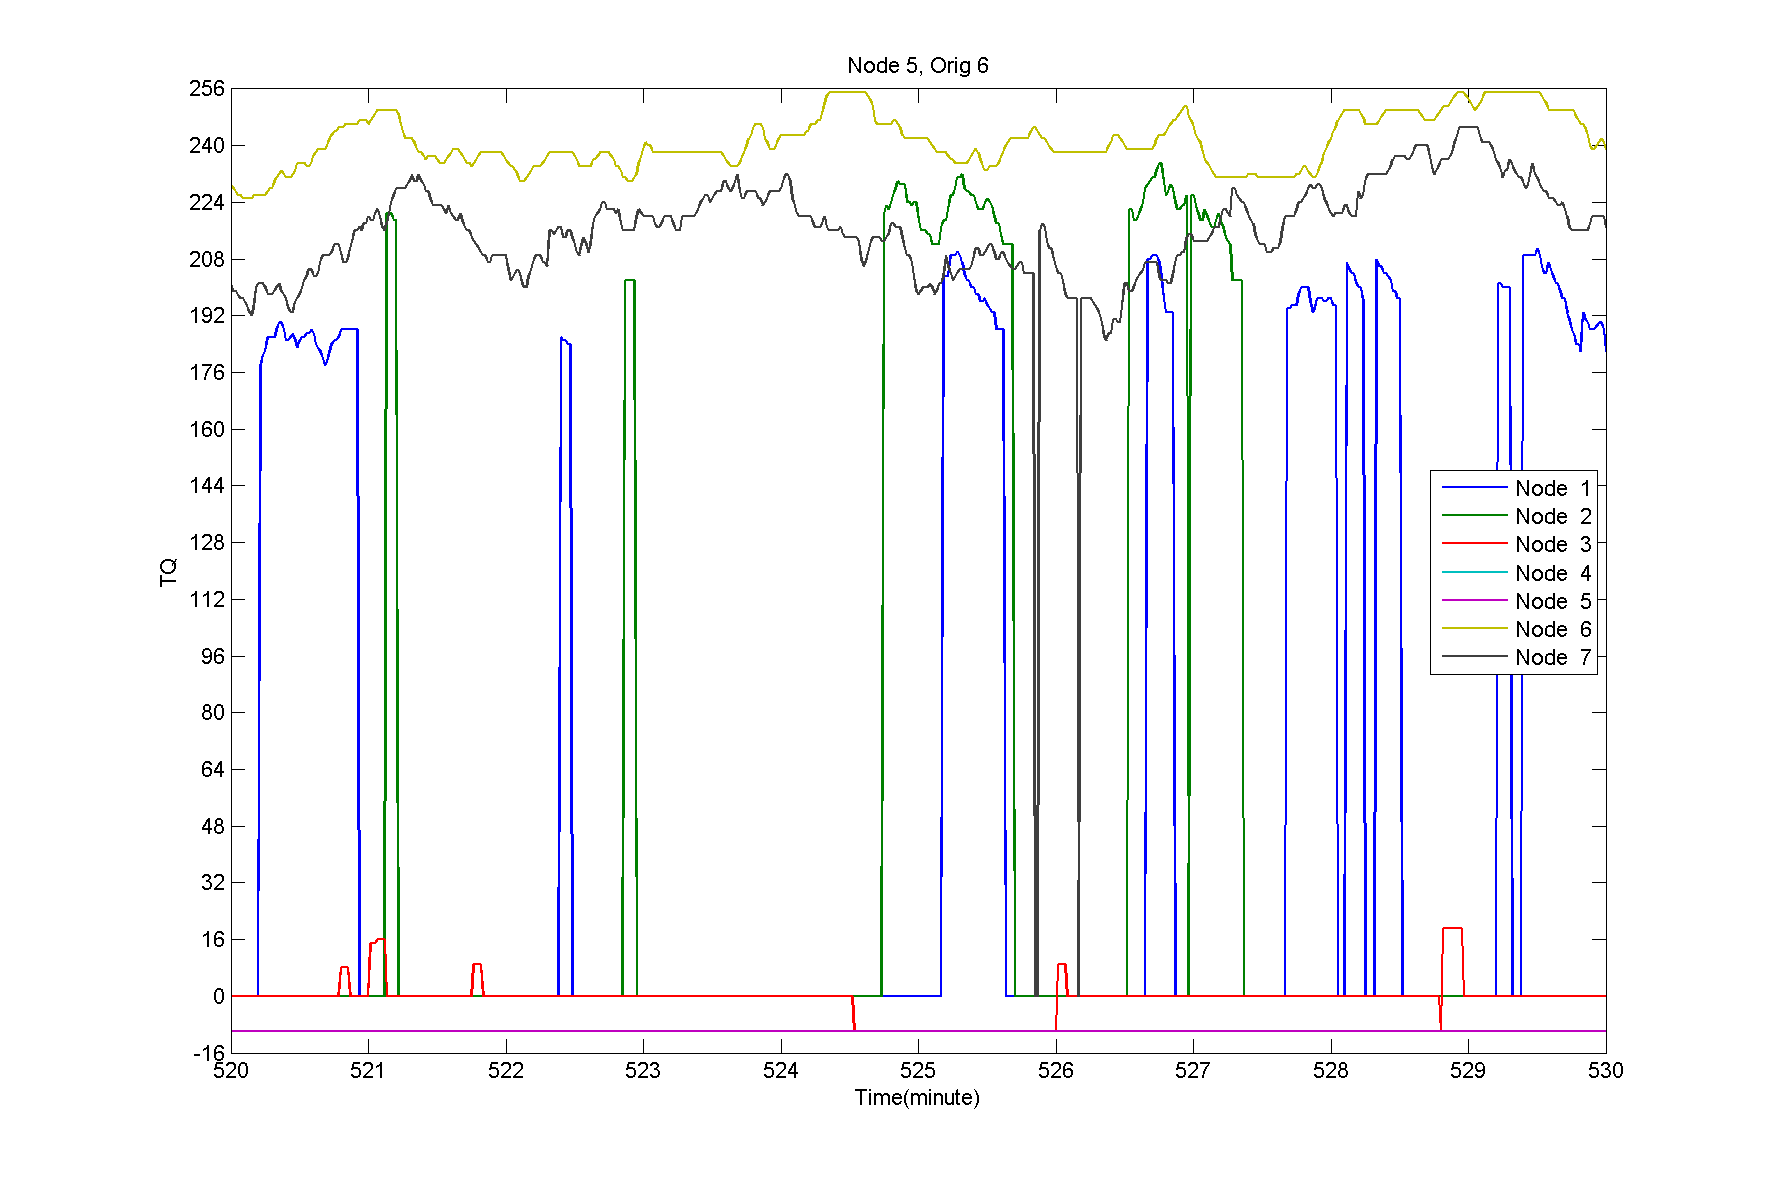 Node 5, Orig 6
256
240
224
208
192
176
160
144
128
112
96
80
64
48
32
16
0
-16
TQ
Node 1
Node 2
Node 3
Node 4
Node 5
Node 6
Node 7
520 521 522 523 524 525 526 527 528 529 530
Time(minute)